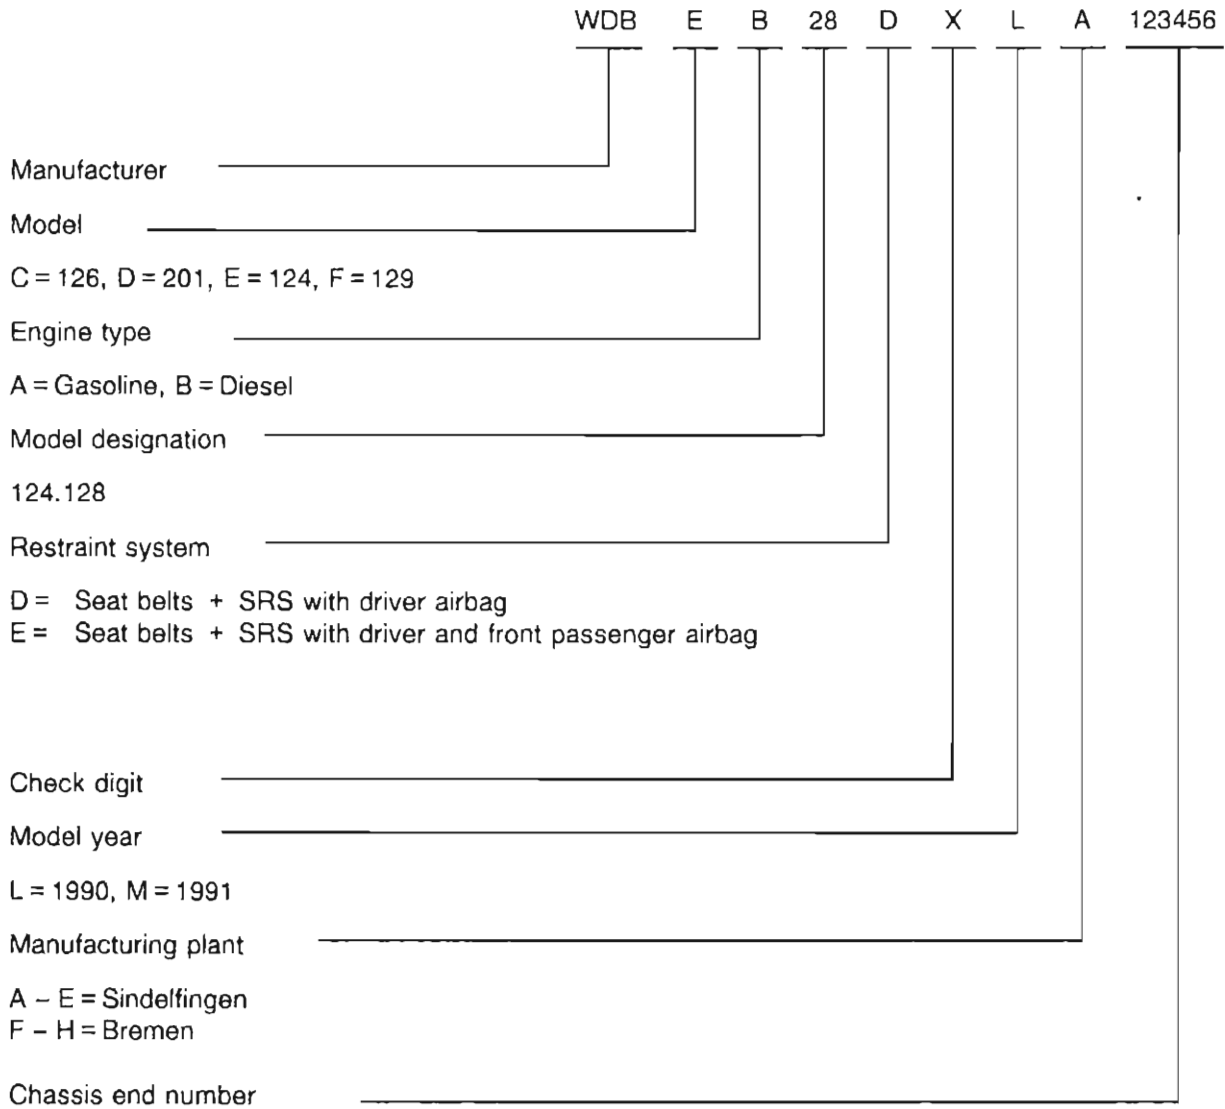 WDB E B 28 D X L A 123456
Manufacturer
Model
C = 126, D = 201, E = 124, F = 129
Engine type
A = Gasoline, B = Diesel
Model designation
124.128
Restraint system
D = Seat belts + SRS with driver airbag
E = Seat belts + SRS with driver and front passenger airbag
Check digit
Model year
L = 1990, M = 1991
Manufacturing plant
A – E = Sindelfingen
F – H = Bremen
Chassis end number